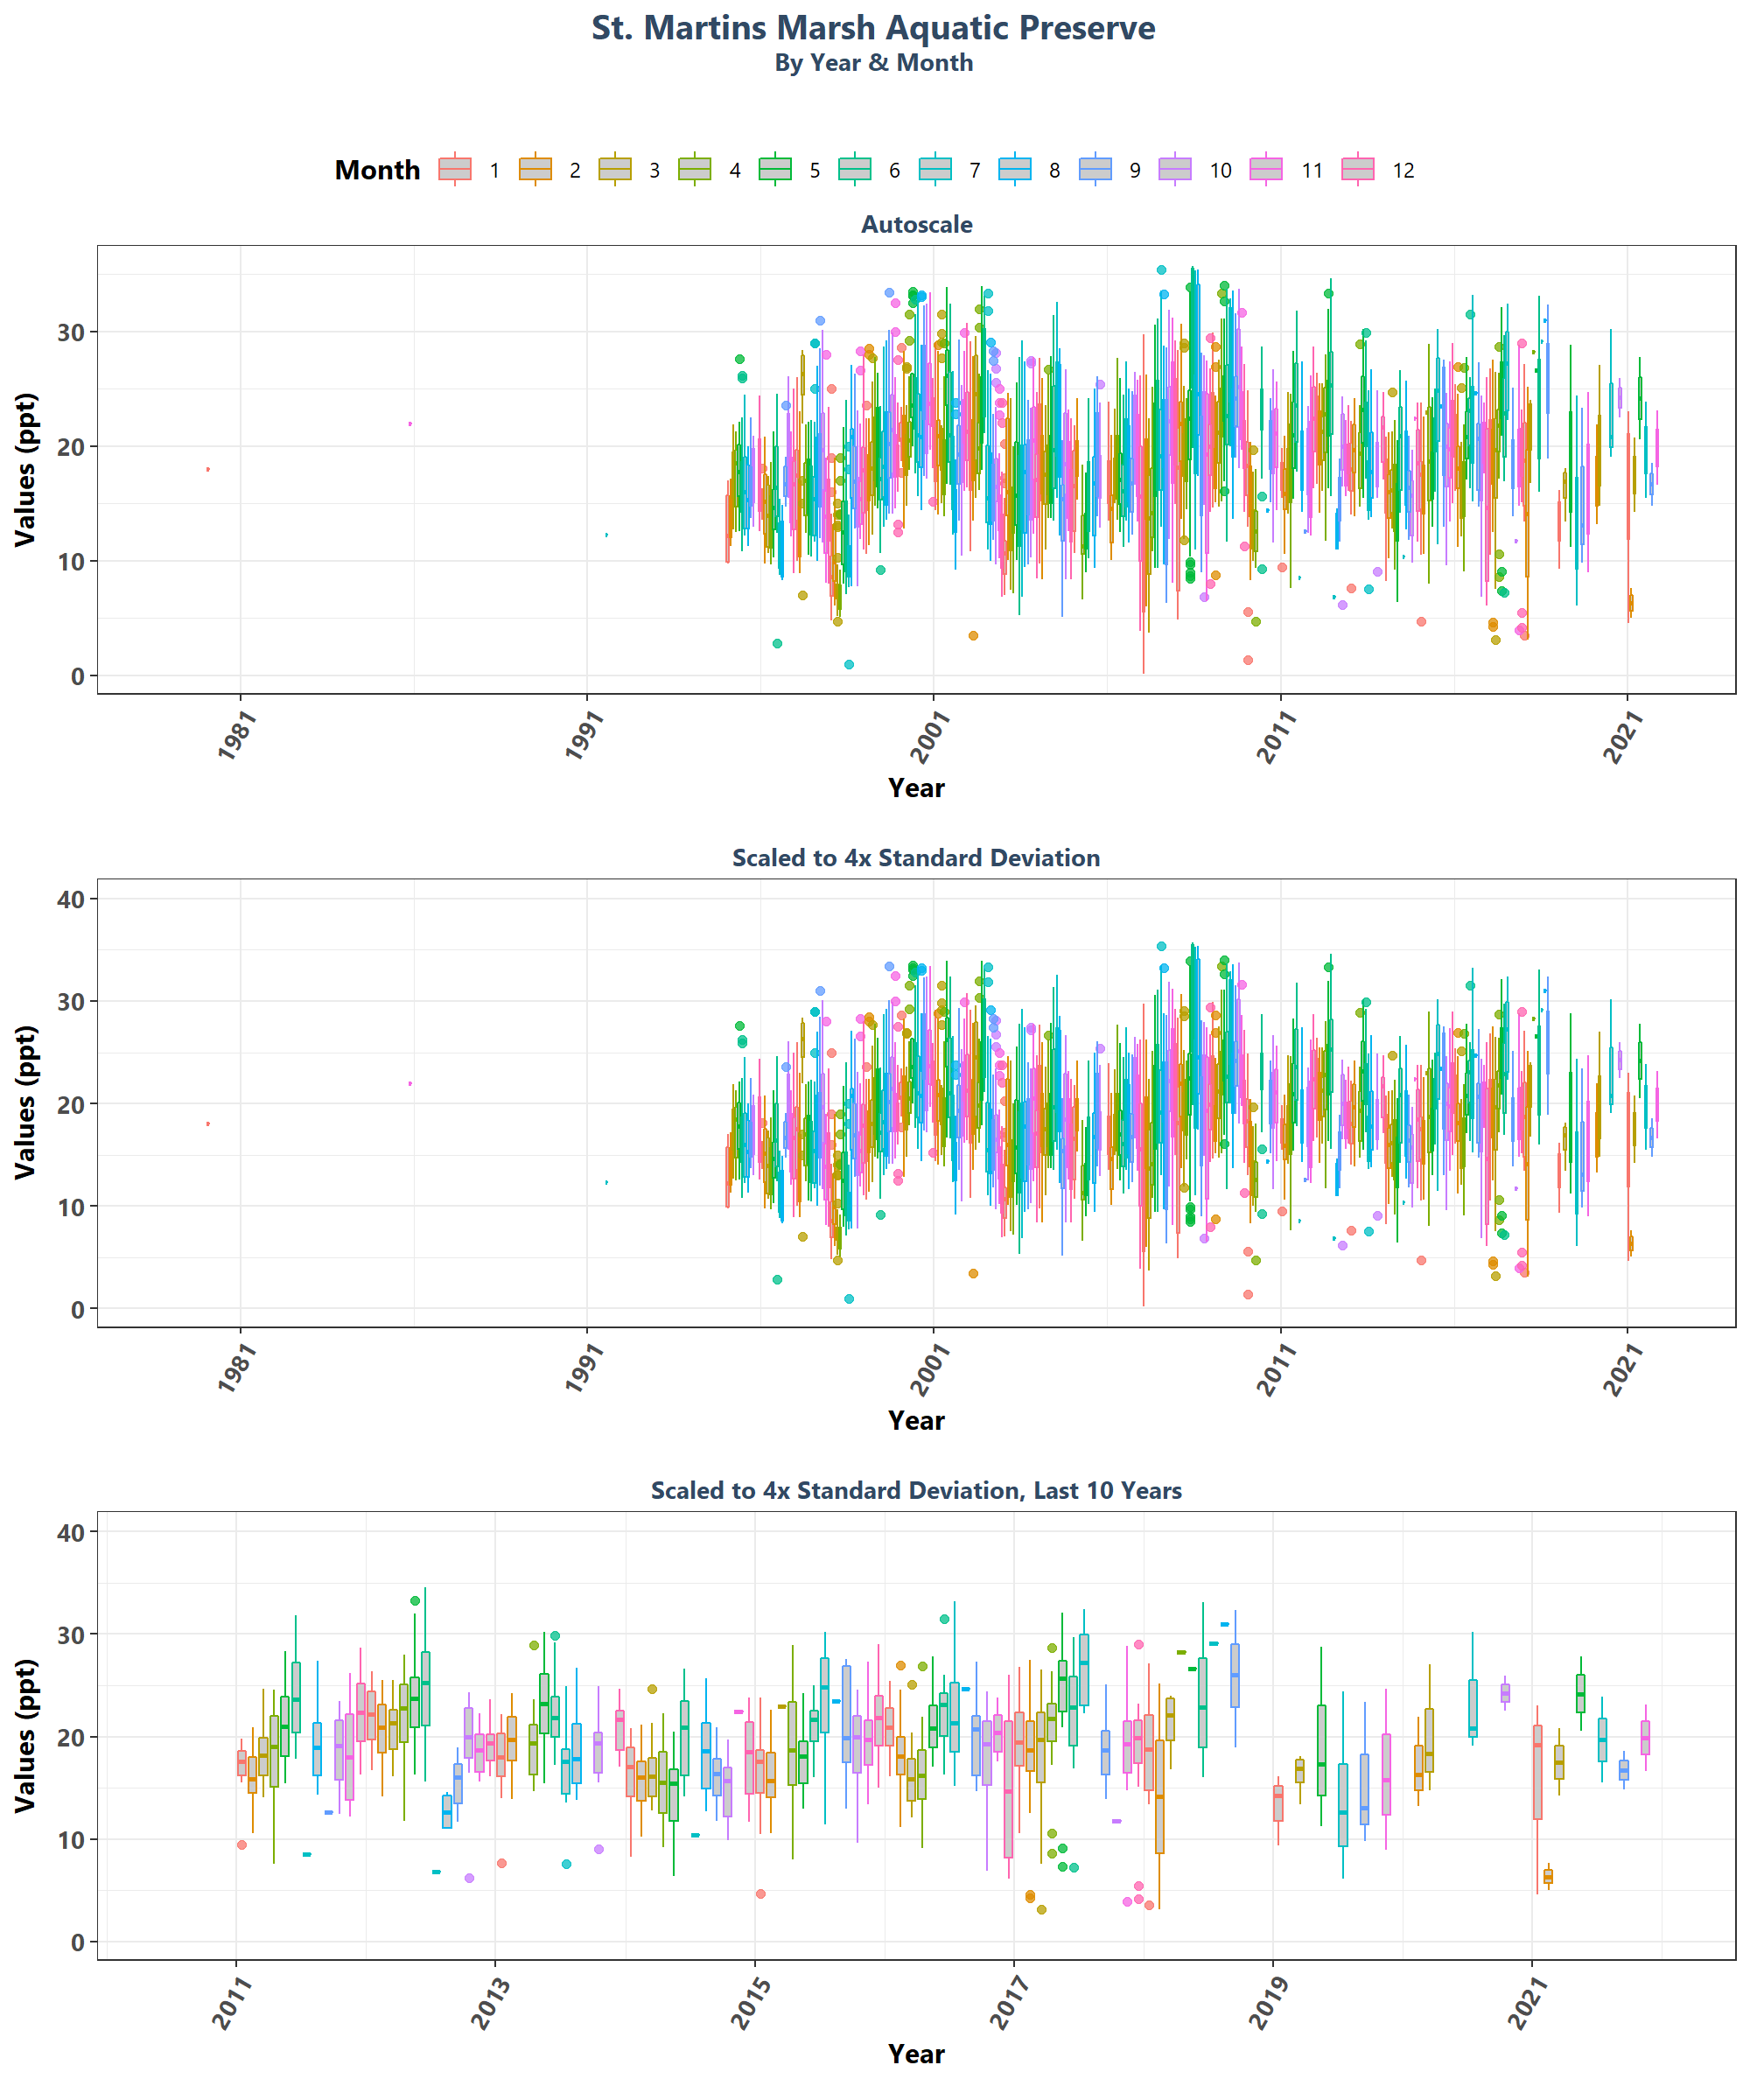 St. Martins Marsh Aquatic Preserve
By Year & Month
Month 1 2 3 4 5 6 7 8 9 10 11 12
Autoscale
Values (ppt)
30
20
10
0
1981 1991 2001 2011 2021
Year
Scaled to 4x Standard Deviation
Values (ppt)
40
30
20
10
0
1981 1991 2001 2011 2021
Year
Scaled to 4x Standard Deviation, Last 10 Years
Values (ppt)
40
30
20
10
0
2011 2013 2015 2017 2019 2021
Year